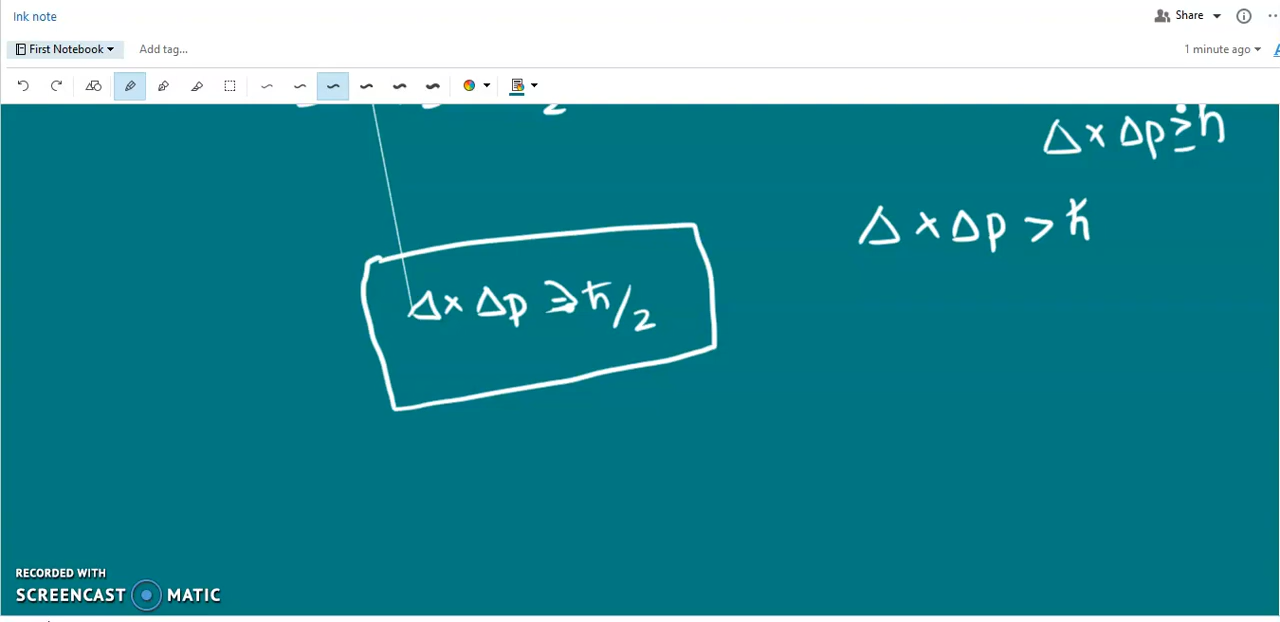 Ink note
Share
First Notebook
Add tag...
1 minute ago
2
Δx Δp ≥ ħ
Δx Δp > ħ
Δx Δp ≥ ħ/2
RECORDED WITH
SCREENCAST MATIC